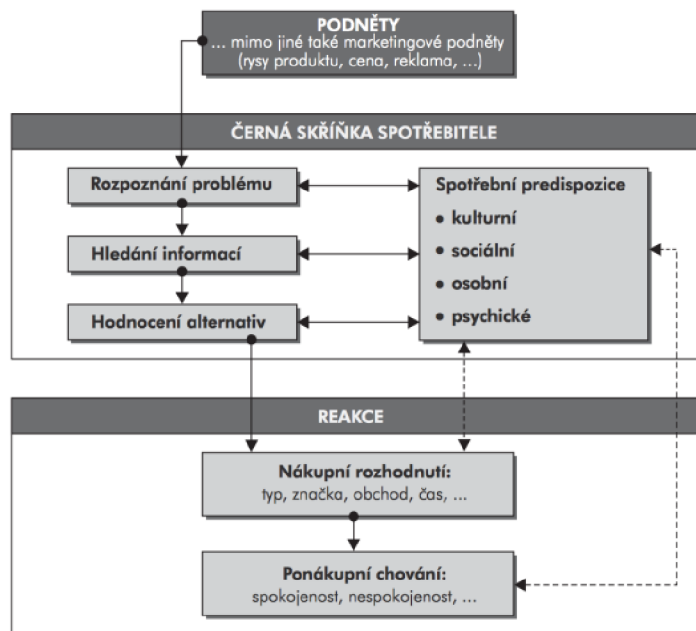 PODNĚTY
... mimo jiné také marketingové podněty
(rysy produktu, cena, reklama, ...)
ČERNÁ SKŘÍŇKA SPOTŘEBITELE
Rozpoznání problému
Hledání informací
Hodnocení alternativ
Spotřební predispozice
• kulturní
• sociální
• osobní
• psychické
REAKCE
Nákupní rozhodnutí:
typ, značka, obchod, čas, ...
Ponákupní chování:
spokojenost, nespokojenost, ...